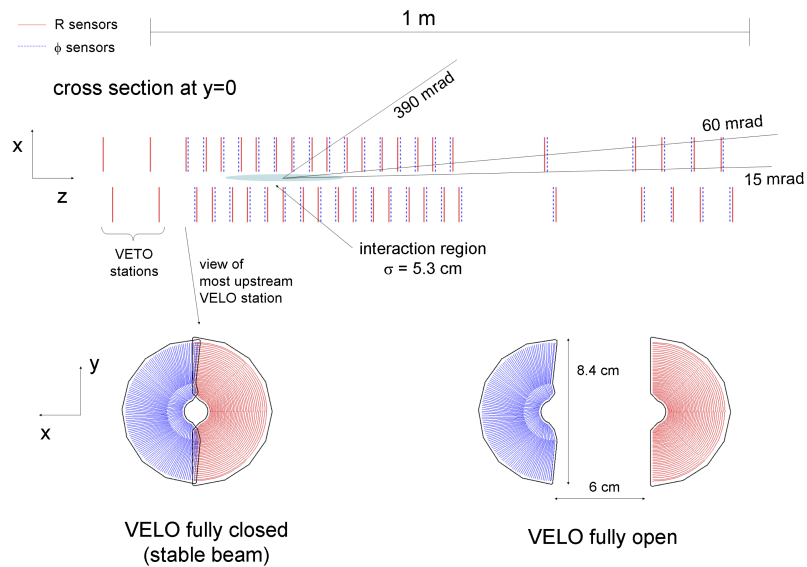 R sensors
ϕ sensors
1 m
cross section at y=0
390 mrad
60 mrad
15 mrad
x
z
VETO
stations
view of
most upstream
VELO station
interaction region
σ = 5.3 cm
y
x
8.4 cm
6 cm
VELO fully closed
(stable beam)
VELO fully open